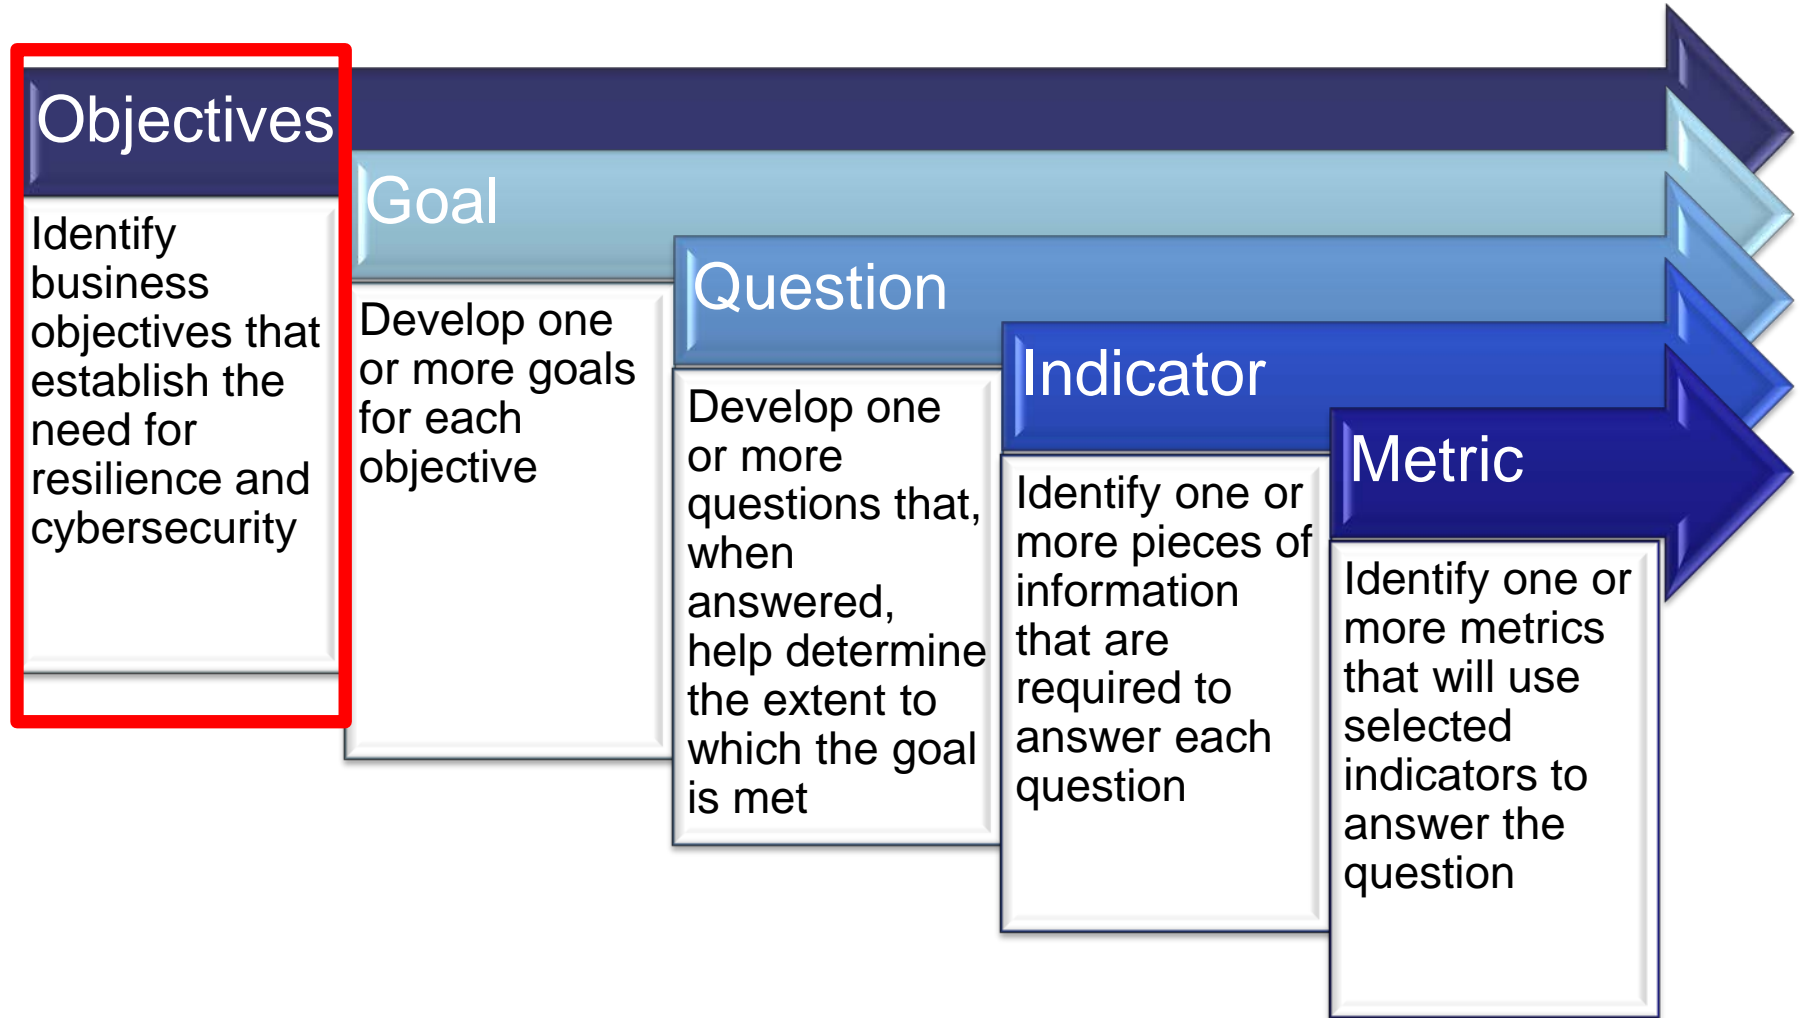 Objectives
Identify
business
objectives that
establish the
need for
resilience and
cybersecurity
Goal
Develop one
or more goals
for each
objective
Question
Develop one
or more
questions that,
when
answered,
help determine
the extent to
which the goal
is met
Indicator
Identify one or
more pieces of
information
that are
required to
answer each
question
Metric
Identify one or
more metrics
that will use
selected
indicators to
answer the
question